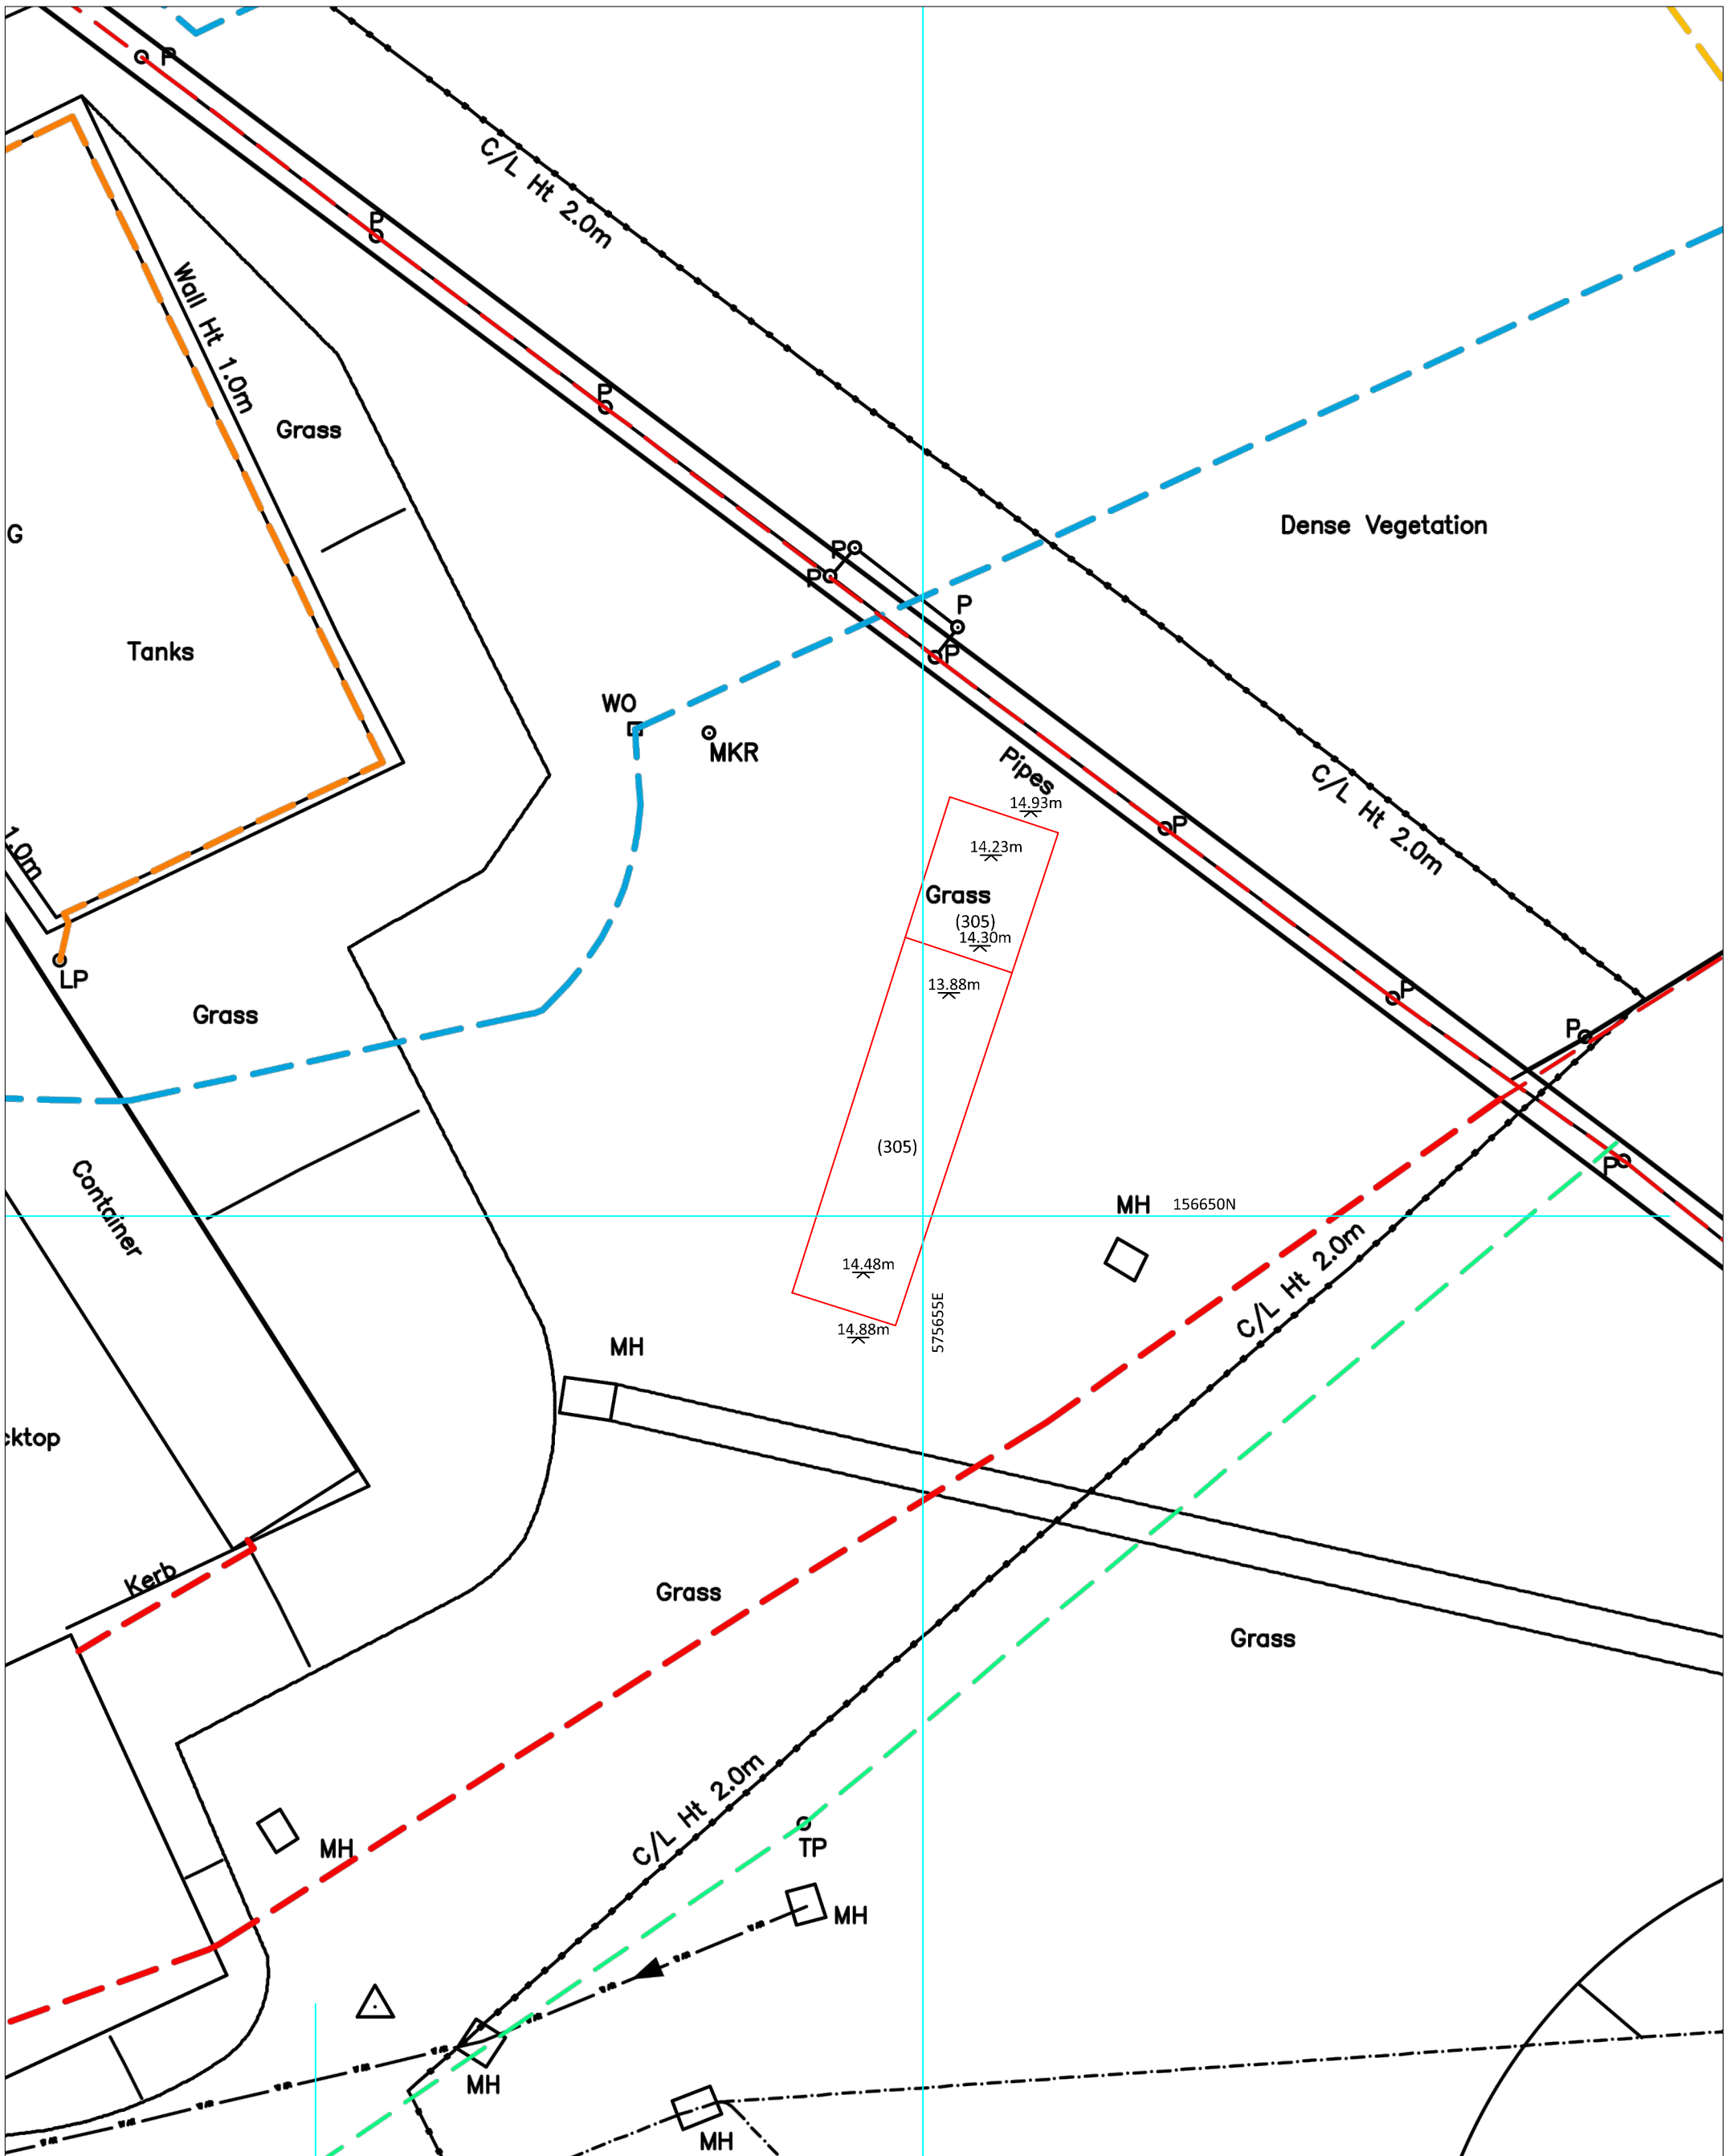 P
C/L Ht 2.0m
P
Wall Ht 1.0m
P
Grass
G
Dense Vegetation
P
P
P
Tanks
P
WO
MKR
Pipes
C/L Ht 2.0m
14.93m
P
14.23m
1.0m
Grass
(305)
14.30m
LP
13.88m
P
Grass
P
(305)
P
Container
MH
156650N
C/L Ht 2.0m
14.48m
575655E
14.88m
MH
cktop
Kerb
Grass
Grass
C/L Ht 2.0m
MH
TP
MH
MH
MH